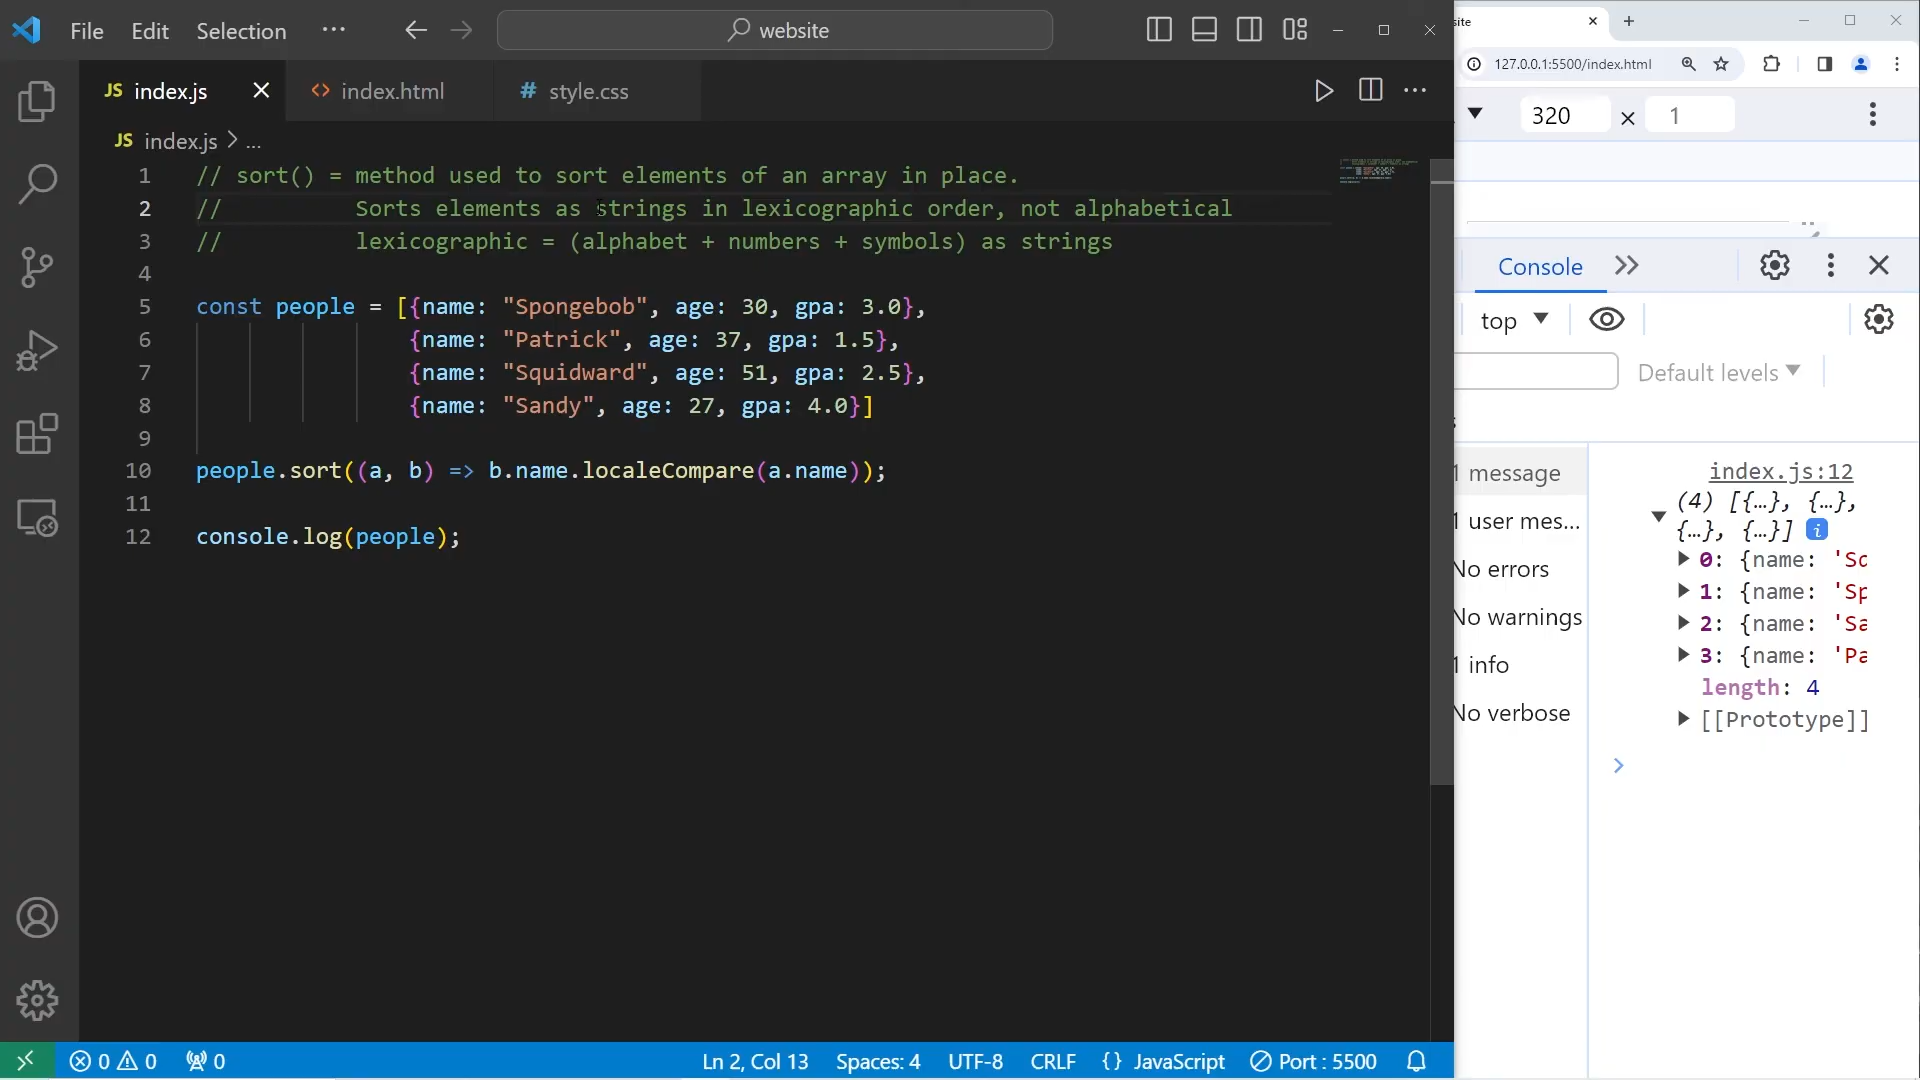 File Edit Selection ···
website
JS index.js
<> index.html
# style.css
JS index.js > ...
1 // sort() = method used to sort elements of an array in place.
2 //          Sorts elements as strings in lexicographic order, not alphabetical
3 //          lexicographic = (alphabet + numbers + symbols) as strings
4
5 const people = [{name: "Spongebob", age: 30, gpa: 3.0},
6                 {name: "Patrick", age: 37, gpa: 1.5},
7                 {name: "Squidward", age: 51, gpa: 2.5},
8                 {name: "Sandy", age: 27, gpa: 4.0}]
9
10 people.sort((a, b) => b.name.localeCompare(a.name));
11
12 console.log(people);
0 0 0
Ln 2, Col 13 Spaces: 4 UTF-8 CRLF {} JavaScript Port : 5500
127.0.0.1:5500/index.html
320 × 1
Console
top
Default levels
1 message
1 user mes...
No errors
No warnings
1 info
No verbose
index.js:12
(4) [{…}, {…},
{…}, {…}] i
0: {name: 'Sq
1: {name: 'Sp
2: {name: 'Sa
3: {name: 'Pa
length: 4
[[Prototype]]